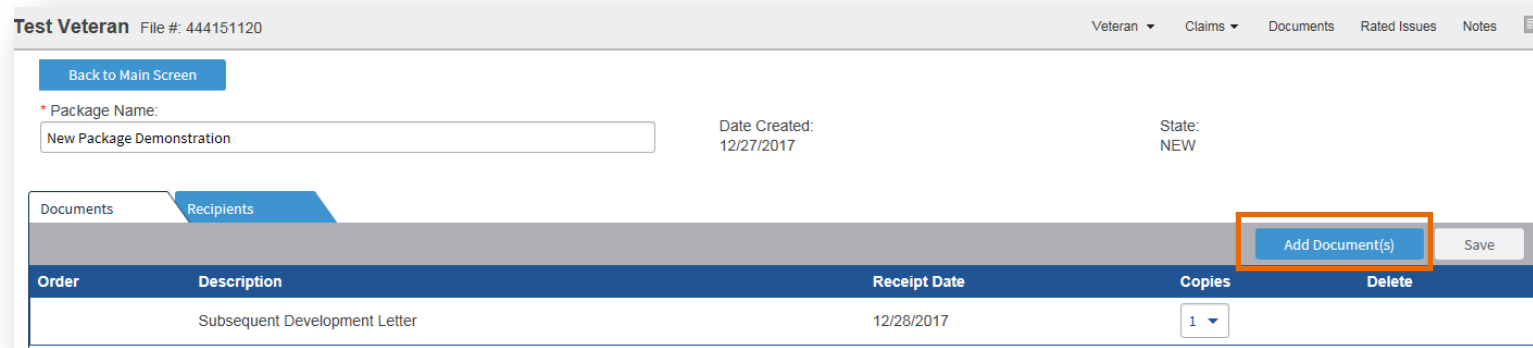 Test Veteran File #: 444151120 Veteran Claims Documents Rated Issues Notes
Back to Main Screen
* Package Name:
New Package Demonstration
Date Created:
12/27/2017
State:
NEW
Documents Recipients
Add Document(s) Save
Order Description Receipt Date Copies Delete
Subsequent Development Letter 12/28/2017 1